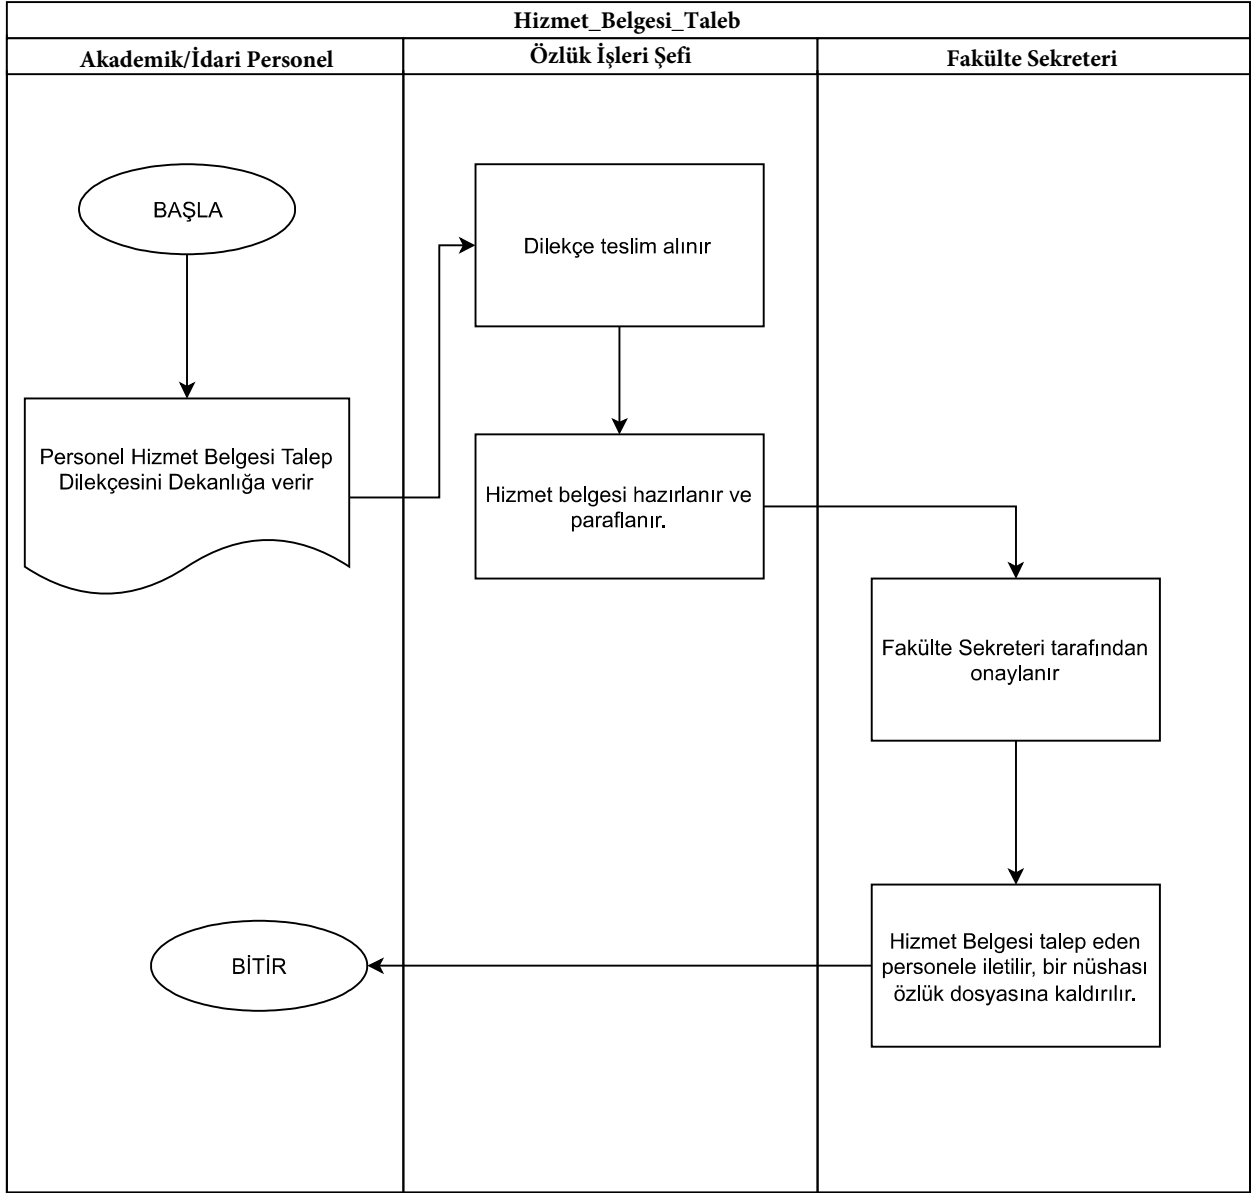 Hizmet_Belgesi_Taleb
Akademik/İdari Personel
Özlük İşleri Şefi
Fakülte Sekreteri
BAŞLA
Dilekçe teslim alınır
Personel Hizmet Belgesi Talep
Dilekçesini Dekanlığa verir
Hizmet belgesi hazırlanır ve
paraflanır.
Fakülte Sekreteri tarafından
onaylanır
Hizmet Belgesi talep eden
personele iletilir, bir nüshası
özlük dosyasına kaldırılır.
BİTİR